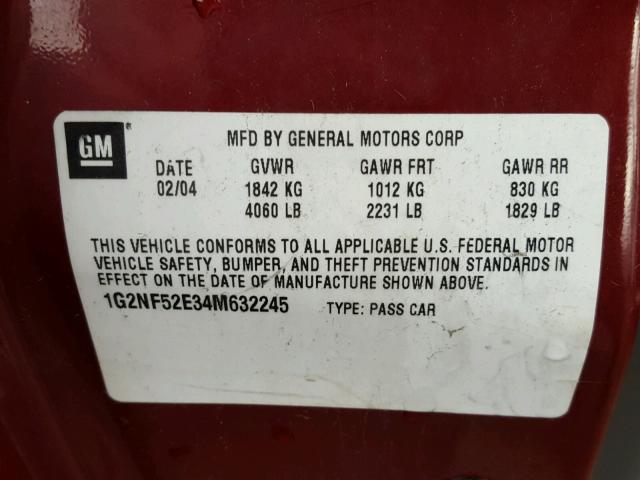 GM
MFD BY GENERAL MOTORS CORP
DATE GVWR GAWR FRT GAWR RR
02/04 1842 KG 1012 KG 830 KG
4060 LB 2231 LB 1829 LB
THIS VEHICLE CONFORMS TO ALL APPLICABLE U.S. FEDERAL MOTOR
VEHICLE SAFETY, BUMPER, AND THEFT PREVENTION STANDARDS IN
EFFECT ON THE DATE OF MANUFACTURE SHOWN ABOVE.
1G2NF52E34M632245 TYPE: PASS CAR